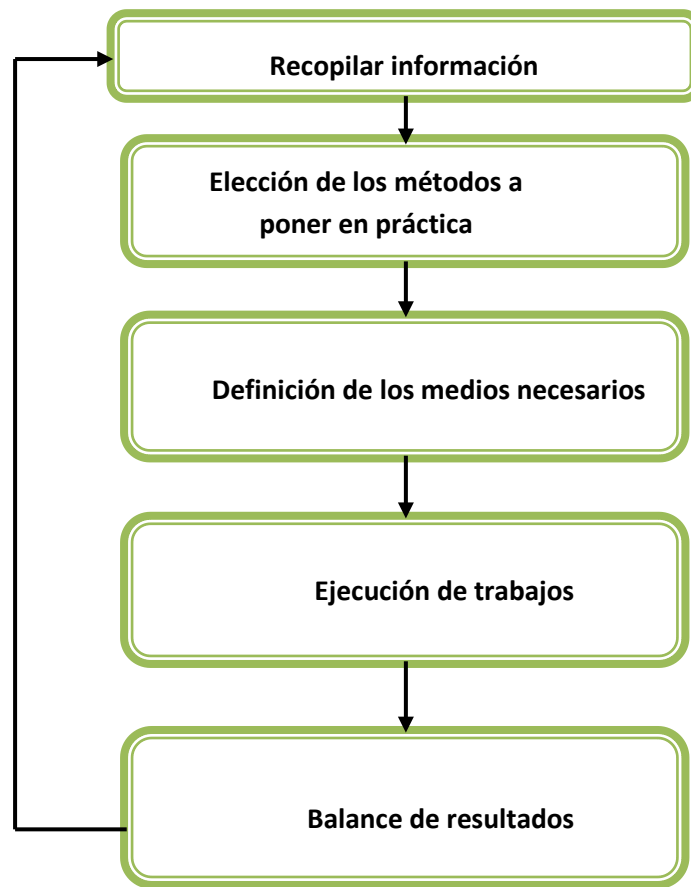 Recopilar información
Elección de los métodos a
poner en práctica
Definición de los medios necesarios
Ejecución de trabajos
Balance de resultados